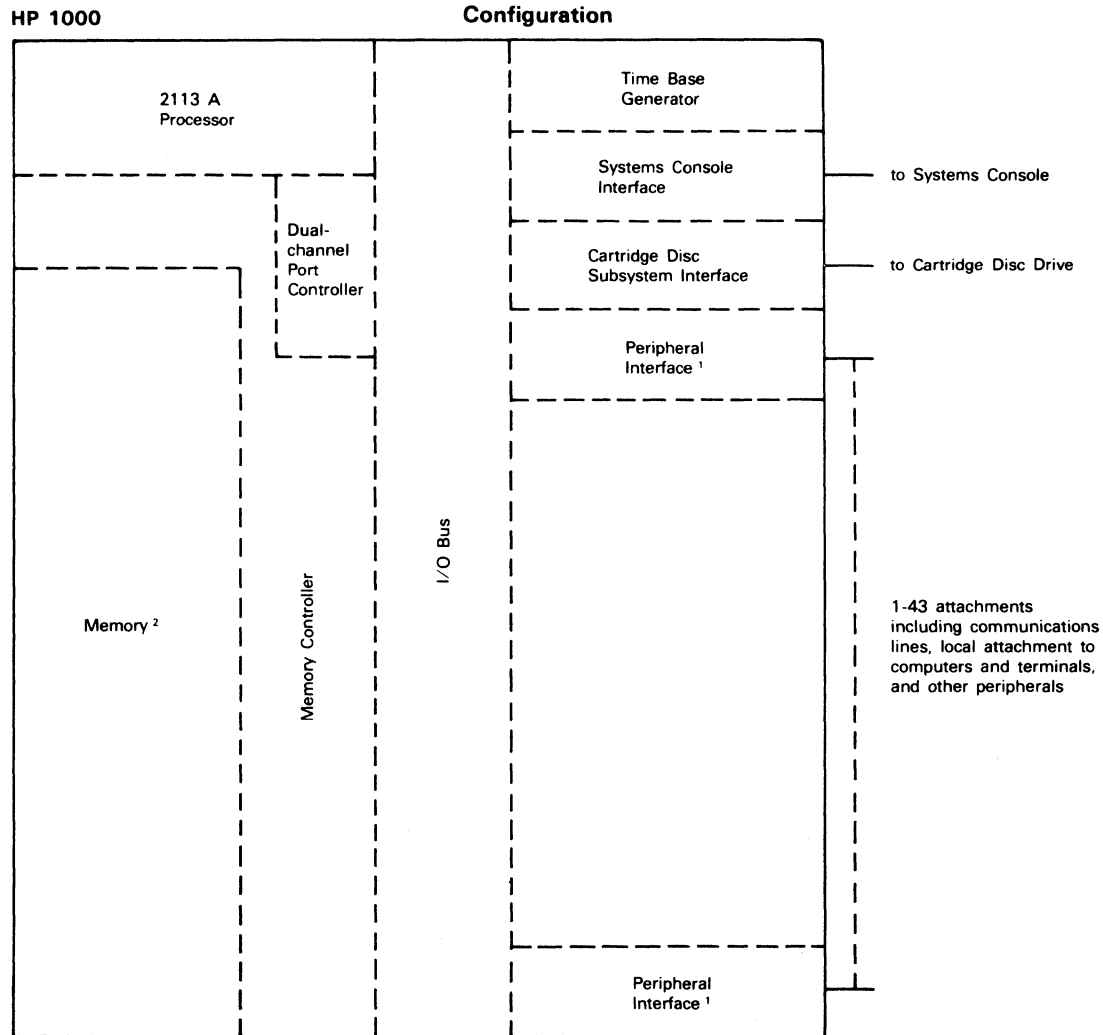 HP 1000
Configuration
2113 A
Processor
Time Base
Generator
Systems Console
Interface
to Systems Console
Dual-
channel
Port
Controller
Cartridge Disc
Subsystem Interface
to Cartridge Disc Drive
Peripheral
Interface ¹
I/O Bus
Memory ²
Memory Controller
1-43 attachments
including communications
lines, local attachment to
computers and terminals,
and other peripherals
Peripheral
Interface ¹